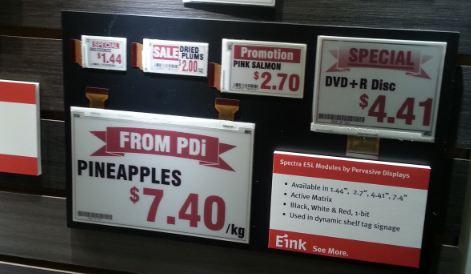 SPECIAL
$1.44
SALE DRIED PLUMS
$2.00
Promotion
PINK SALMON
$2.70
SPECIAL
DVD+R Disc
$4.41
FROM PDi
PINEAPPLES
$7.40/kg
Spectra ESL Modules by Pervasive Displays
• Available in 1.44", 2.7", 4.41", 7.4"
• Active Matrix
• Black, White & Red, 1-bit
• Used in dynamic shelf tag signage
Eink See More.